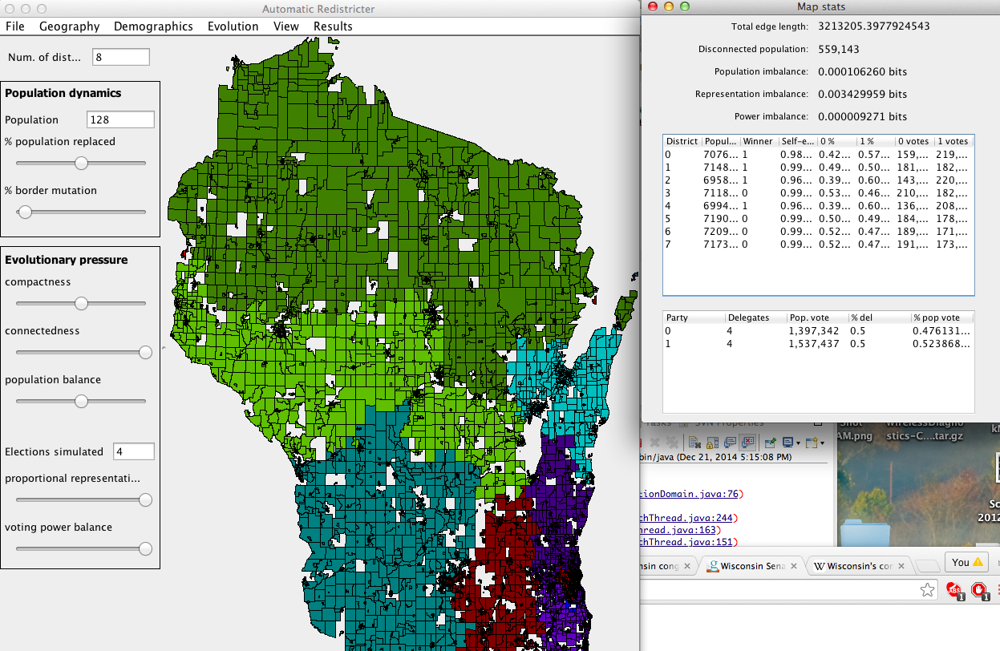 Automatic Redistricter
File Geography Demographics Evolution View Results
Num. of dist... 8
Population dynamics
Population 128
% population replaced
% border mutation
Evolutionary pressure
compactness
connectedness
population balance
Elections simulated 4
proportional representati...
voting power balance
Map stats
Total edge length: 3213205.3977924543
Disconnected population: 559,143
Population imbalance: 0.000106260 bits
Representation imbalance: 0.003429959 bits
Power imbalance: 0.000009271 bits
District Popul... Winner Self-e... 0 % 1 % 0 votes 1 votes
0 7076... 1 0.98... 0.42... 0.57... 159,... 219,...
1 7148... 1 0.99... 0.49... 0.50... 181,... 182,...
2 6958... 1 0.96... 0.39... 0.60... 143,... 220,...
3 7118... 0 0.99... 0.53... 0.46... 210,... 182,...
4 6994... 1 0.96... 0.39... 0.60... 136,... 208,...
5 7190... 0 0.99... 0.50... 0.49... 184,... 178,...
6 7209... 0 0.99... 0.52... 0.47... 189,... 171,...
7 7173... 0 0.99... 0.52... 0.47... 191,... 173,...
Party Delegates Pop. vote % del % pop vote
0 4 1,397,342 0.5 0.476131...
1 4 1,537,437 0.5 0.523868...
Tasks SVN Properties
AM.png stics-C....tar.gz
bin/java (Dec 21, 2014 5:15:08 PM)
tionDomain.java:76)
chThread.java:244)
hread.java:163)
chThread.java:151)
Sc
2012
nsin cong Wisconsin Sena Wisconsin's con You
ABS 1 1